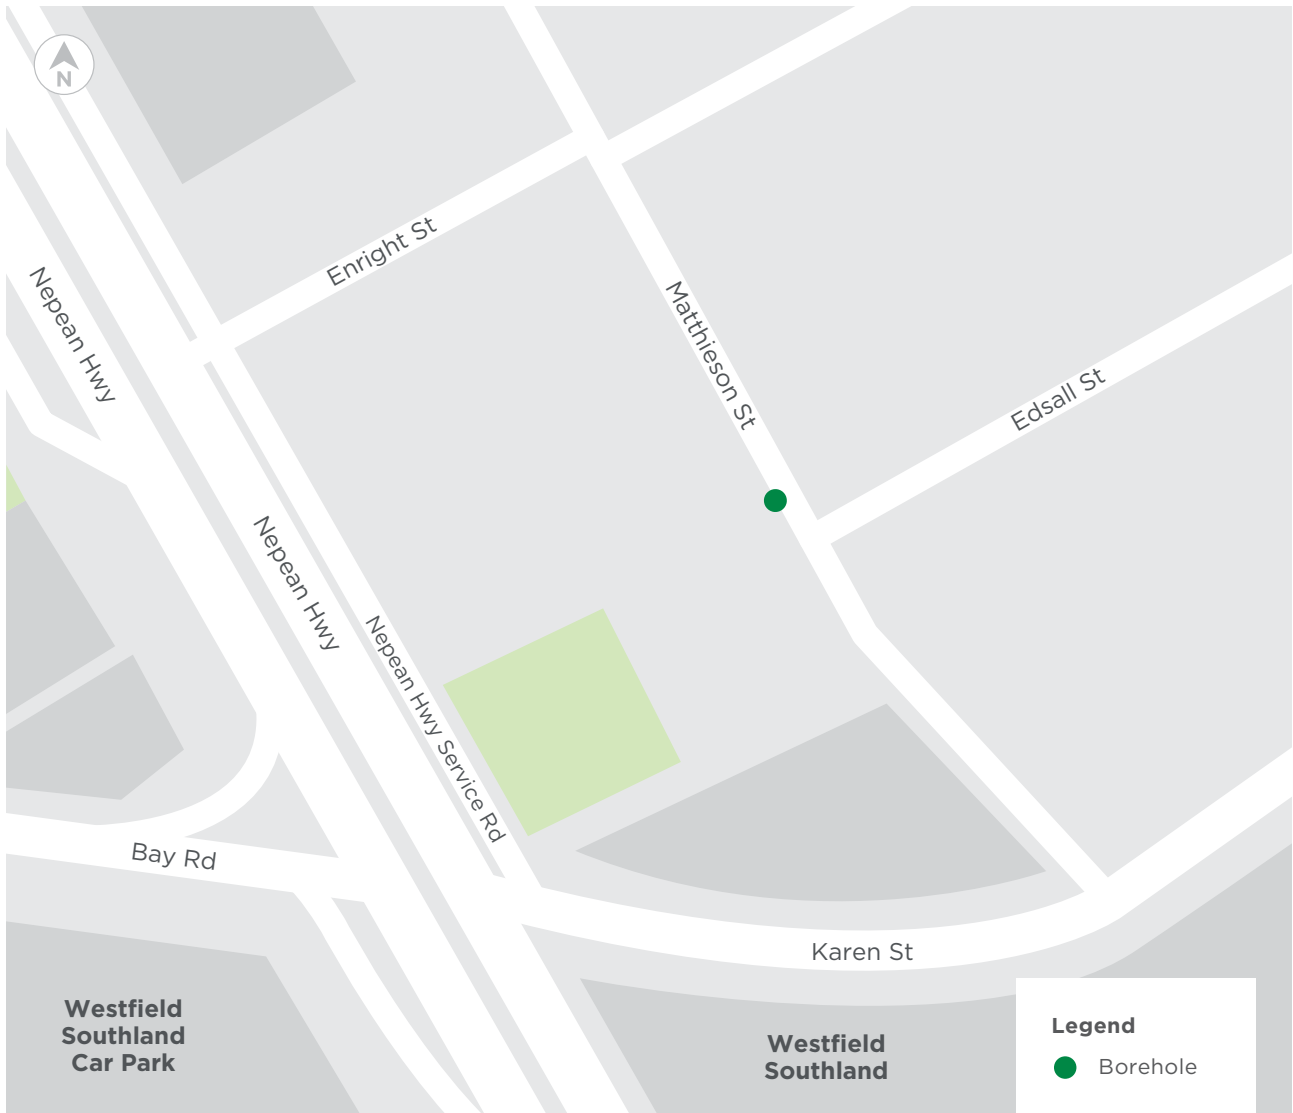 N
Enright St
Nepean Hwy
Matthieson St
Edsall St
Nepean Hwy
Nepean Hwy Service Rd
Bay Rd
Karen St
Westfield
Southland
Car Park
Westfield
Southland
Legend
Borehole